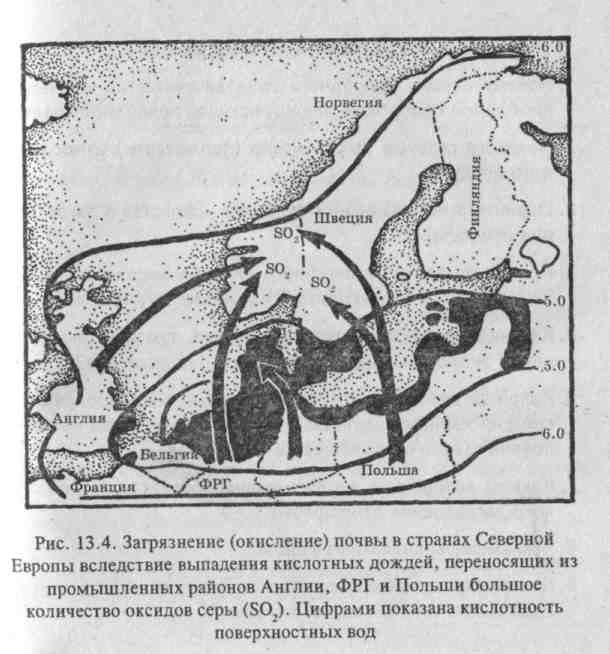 6.0
Норвегия
Финляндия
Швеция
SO₂
SO₂
SO₂
5.0
5.0
6.0
Англия
Бельгия
Польша
ФРГ
Франция
Рис. 13.4. Загрязнение (окисление) почвы в странах Северной
Европы вследствие выпадения кислотных дождей, переносящих из
промышленных районов Англии, ФРГ и Польши большое
количество оксидов серы (SO₂). Цифрами показана кислотность
поверхностных вод